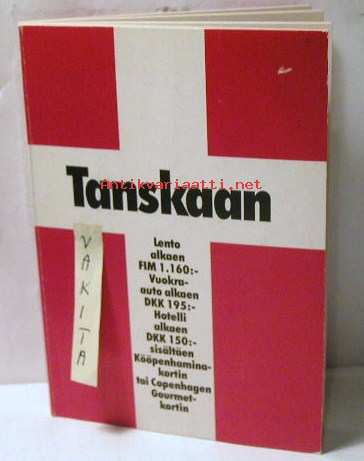 Tanskaan
Antikvariaatti.net
VAKITA
Lento
alkaen
FIM 1.160:-
Vuokra-
auto alkaen
DKK 195:-
Hotelli
alkaen
DKK 150:-
sisältäen
Kööpenhamina-
kortin
tai Copenhagen
Gourmet-
kortin